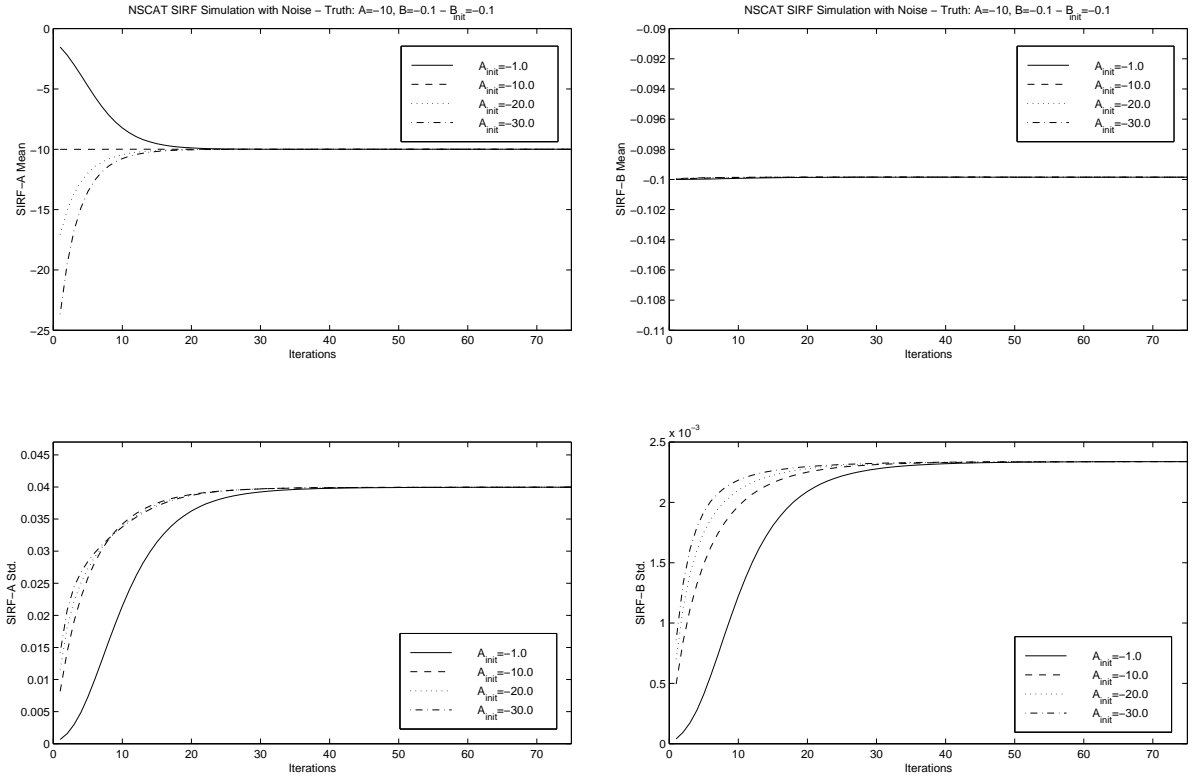 NSCAT SIRF Simulation with Noise − Truth: A=−10, B=−0.1 − B_init=−0.1
0
−5
−10
−15
−20
−25
SIRF−A Mean
A_init=−1.0
A_init=−10.0
A_init=−20.0
A_init=−30.0
0 10 20 30 40 50 60 70
Iterations
NSCAT SIRF Simulation with Noise − Truth: A=−10, B=−0.1 − B_init=−0.1
−0.09
−0.092
−0.094
−0.096
−0.098
−0.1
−0.102
−0.104
−0.106
−0.108
−0.11
SIRF−B Mean
A_init=−1.0
A_init=−10.0
A_init=−20.0
A_init=−30.0
0 10 20 30 40 50 60 70
Iterations
0.045
0.04
0.035
0.03
0.025
0.02
0.015
0.01
0.005
0
SIRF−A Std.
A_init=−1.0
A_init=−10.0
A_init=−20.0
A_init=−30.0
0 10 20 30 40 50 60 70
Iterations
x 10^−3
2.5
2
1.5
1
0.5
0
SIRF−B Std.
A_init=−1.0
A_init=−10.0
A_init=−20.0
A_init=−30.0
0 10 20 30 40 50 60 70
Iterations